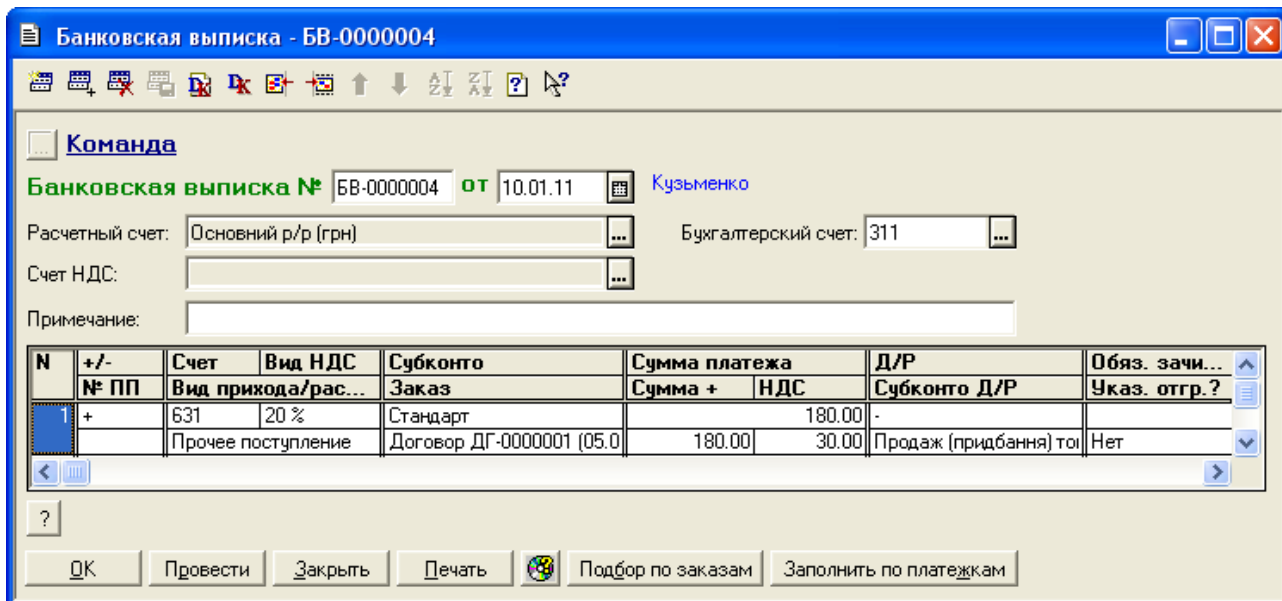 Банковская выписка - БВ-0000004
Команда
Банковская выписка № БВ-0000004 от 10.01.11 Кузьменко
Расчетный счет: Основний р/р (грн) ... Бухгалтерский счет: 311 ...
Счет НДС: ...
Примечание:
N +/- Счет Вид НДС Субконто Сумма платежа Д/Р Обяз. зачи...
№ ПП Вид прихода/рас... Заказ Сумма + НДС Субконто Д/Р Указ. отгр.?
1 + 631 20 % Стандарт 180.00 -
Прочее поступление Договор ДГ-0000001 (05.0 180.00 30.00 Продаж (придбання) тов Нет
?
OK Провести Закрыть Печать Подбор по заказам Заполнить по платежкам